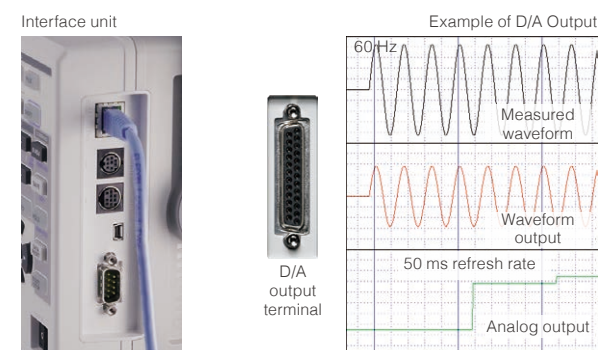 Interface unit
Example of D/A Output
60 Hz
Measured
waveform
Waveform
output
D/A
output
terminal
50 ms refresh rate
Analog output